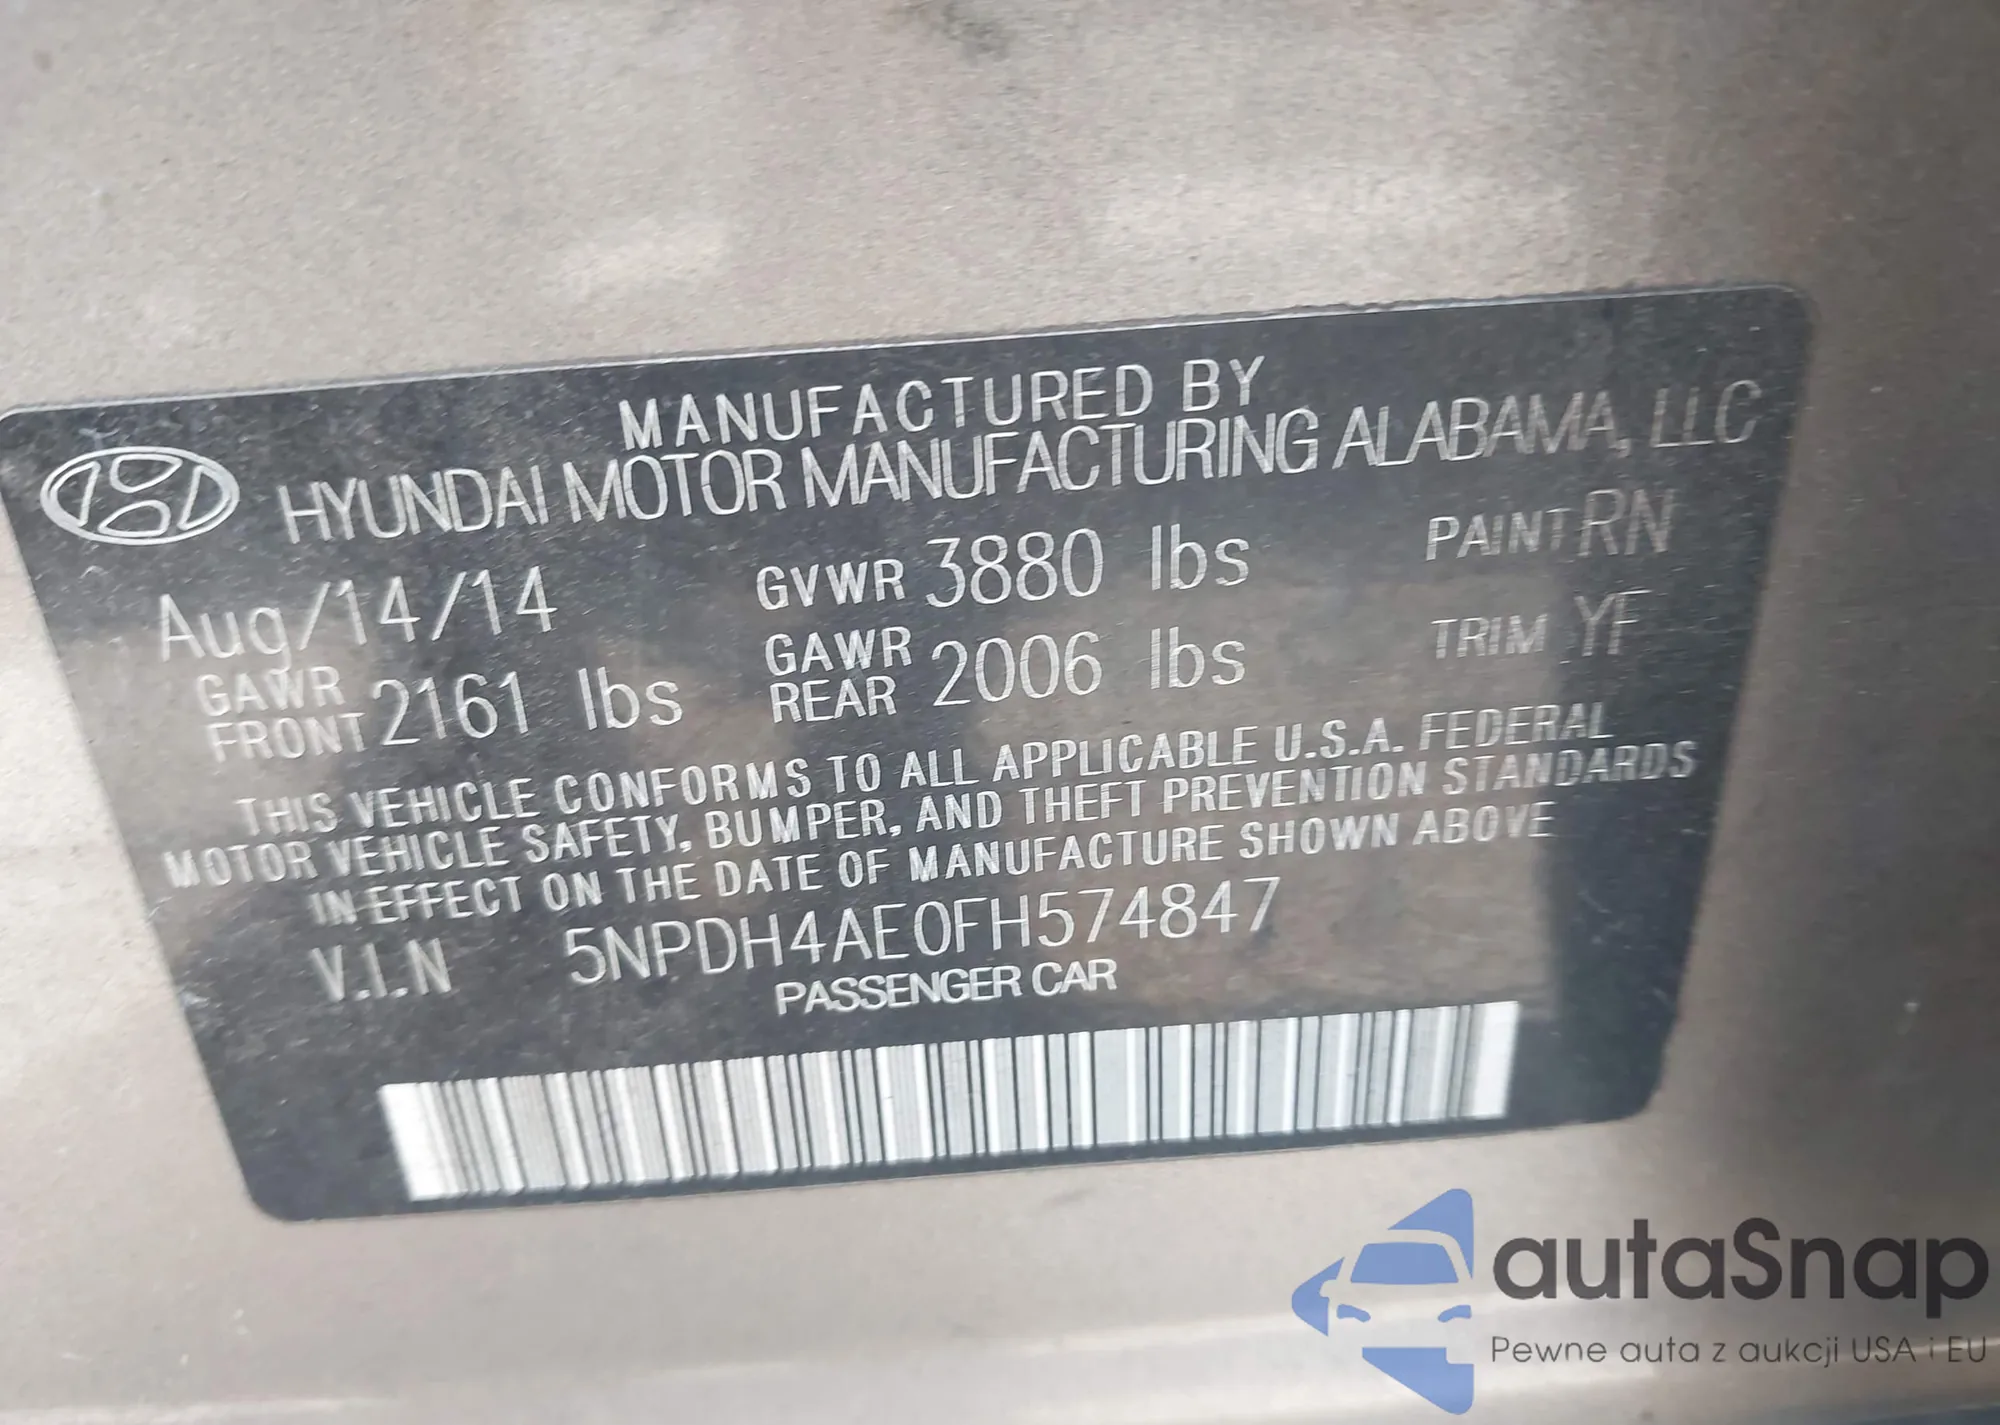 MANUFACTURED BY
HYUNDAI MOTOR MANUFACTURING ALABAMA, LLC
Aug/14/14 GVWR 3880 lbs PAINT RN
GAWR FRONT 2161 lbs GAWR REAR 2006 lbs TRIM YF
THIS VEHICLE CONFORMS TO ALL APPLICABLE U.S.A. FEDERAL
MOTOR VEHICLE SAFETY, BUMPER, AND THEFT PREVENTION STANDARDS
IN EFFECT ON THE DATE OF MANUFACTURE SHOWN ABOVE
V.I.N 5NPDH4AE0FH574847
PASSENGER CAR
autaSnap
Pewne auta z aukcji USA i EU